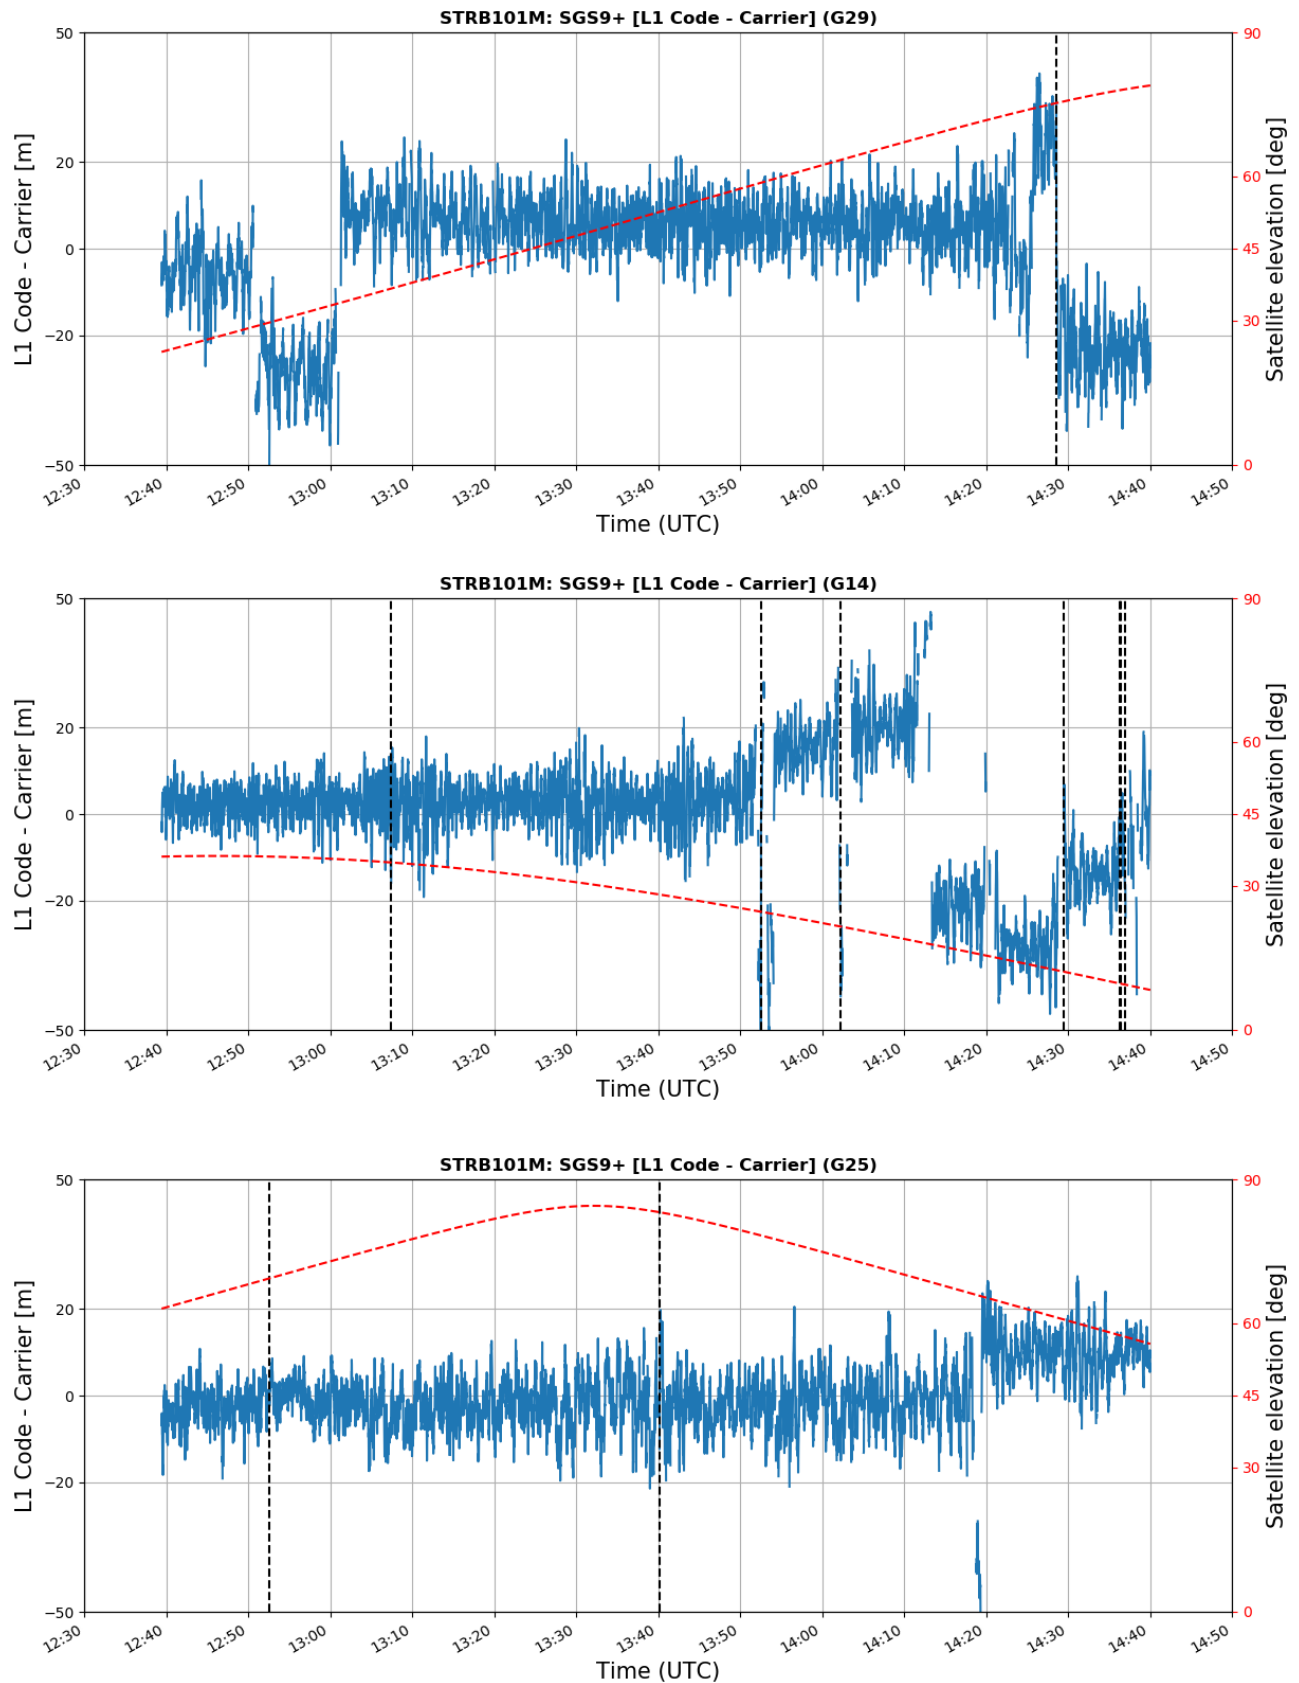 STRB101M: SGS9+ [L1 Code - Carrier] (G29)
L1 Code - Carrier [m]
50
20
0
−20
−50
90
60
45
30
0
Satellite elevation [deg]
12:30 12:40 12:50 13:00 13:10 13:20 13:30 13:40 13:50 14:00 14:10 14:20 14:30 14:40 14:50
Time (UTC)
STRB101M: SGS9+ [L1 Code - Carrier] (G14)
L1 Code - Carrier [m]
50
20
0
−20
−50
90
60
45
30
0
Satellite elevation [deg]
12:30 12:40 12:50 13:00 13:10 13:20 13:30 13:40 13:50 14:00 14:10 14:20 14:30 14:40 14:50
Time (UTC)
STRB101M: SGS9+ [L1 Code - Carrier] (G25)
L1 Code - Carrier [m]
50
20
0
−20
−50
90
60
45
30
0
Satellite elevation [deg]
12:30 12:40 12:50 13:00 13:10 13:20 13:30 13:40 13:50 14:00 14:10 14:20 14:30 14:40 14:50
Time (UTC)